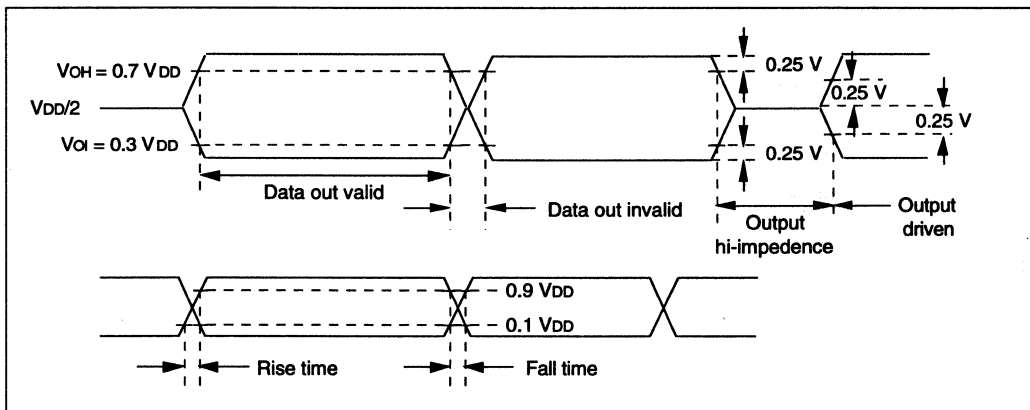 VOH = 0.7 VDD
0.25 V
VDD/2
0.25 V
0.25 V
VOI = 0.3 VDD
0.25 V
Data out valid
Data out invalid
Output
hi-impedence
Output
driven
0.9 VDD
0.1 VDD
Rise time
Fall time